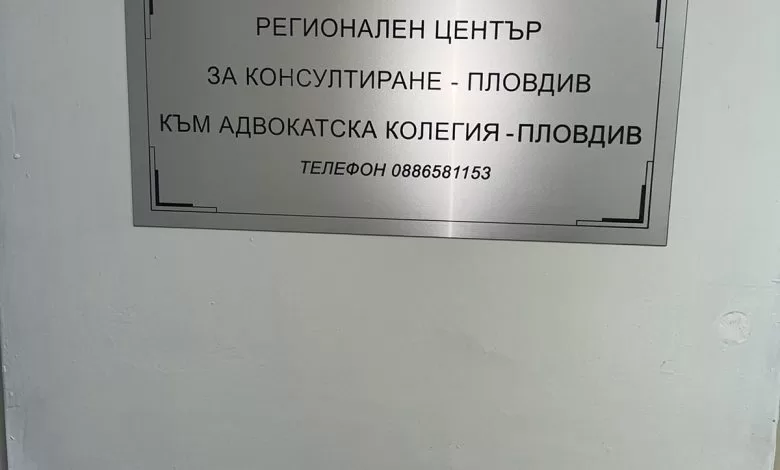 РЕГИОНАЛЕН ЦЕНТЪР
ЗА КОНСУЛТИРАНЕ - ПЛОВДИВ
КЪМ АДВОКАТСКА КОЛЕГИЯ - ПЛОВДИВ
ТЕЛЕФОН 0886581153